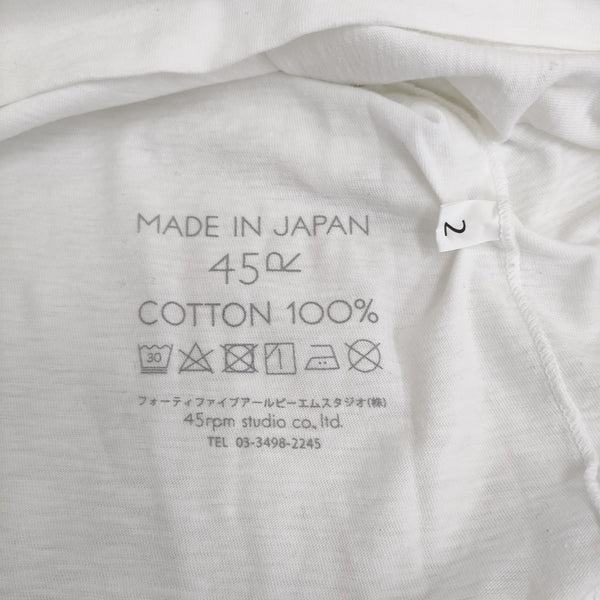 MADE IN JAPAN
45R
COTTON 100%
30
フォーティファイブアールピーエムスタジオ(株)
45rpm studio co.,ltd.
TEL 03-3498-2245
2